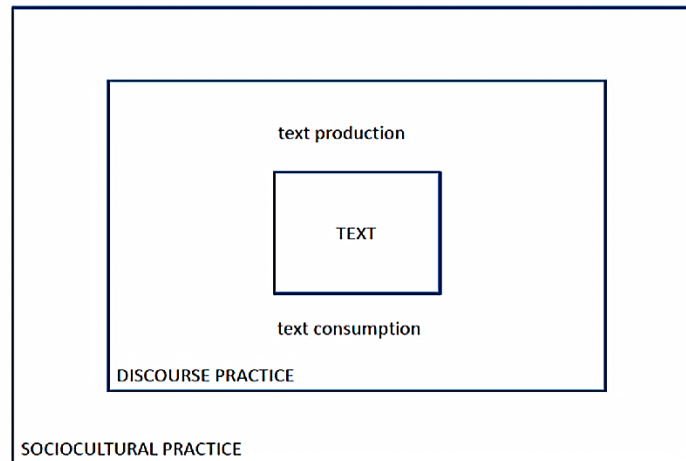 text production
TEXT
text consumption
DISCOURSE PRACTICE
SOCIOCULTURAL PRACTICE